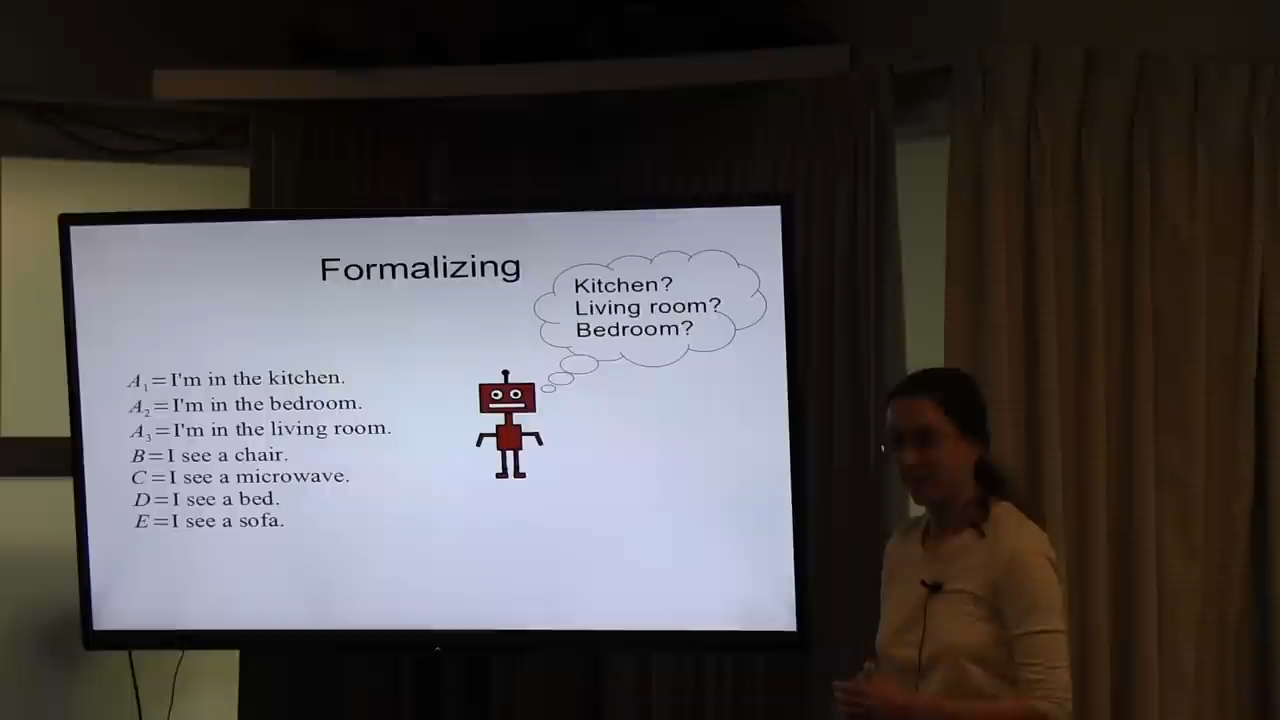 Formalizing
Kitchen?
Living room?
Bedroom?
A₁=I'm in the kitchen.
A₂=I'm in the bedroom.
A₃=I'm in the living room.
B=I see a chair.
C=I see a microwave.
D=I see a bed.
E=I see a sofa.